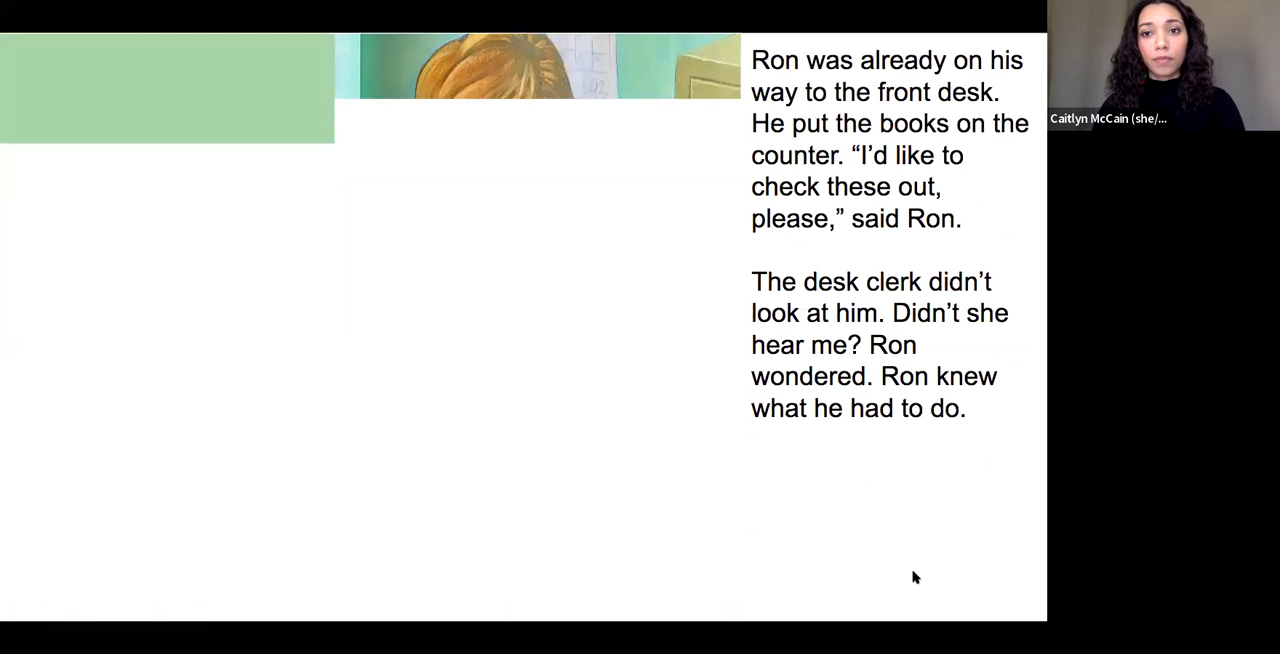 Ron was already on his
way to the front desk.
He put the books on the
counter. “I’d like to
check these out,
please,” said Ron.
The desk clerk didn’t
look at him. Didn’t she
hear me? Ron
wondered. Ron knew
what he had to do.
Caitlyn McCain (she/...